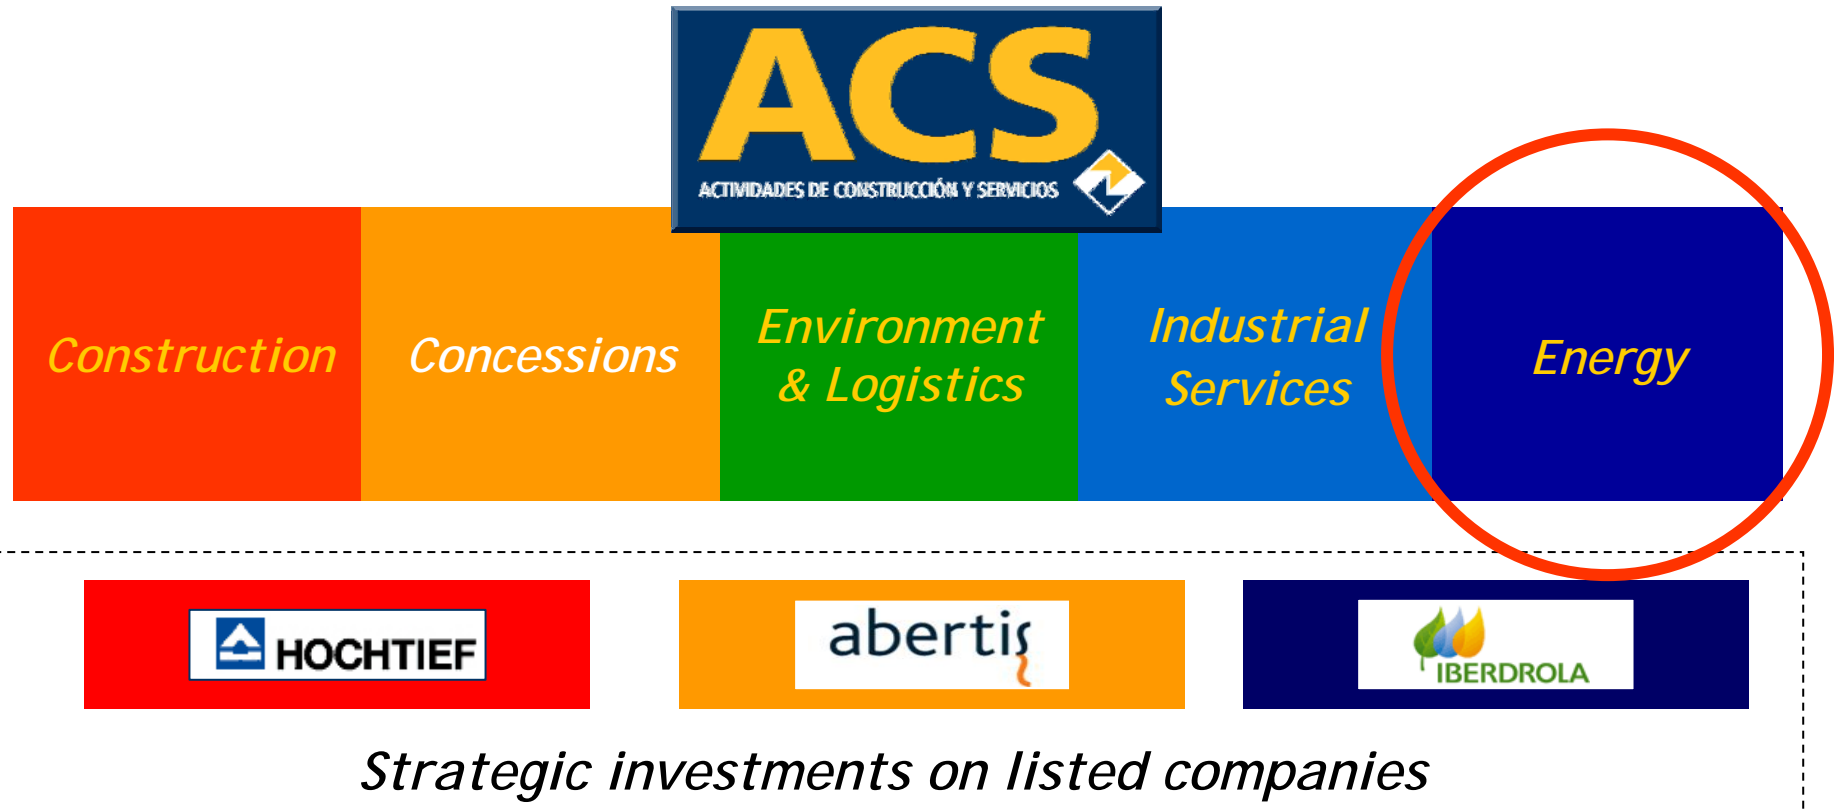 ACS
ACTIVIDADES DE CONSTRUCCIÓN Y SERVICIOS
Construction
Concessions
Environment
& Logistics
Industrial
Services
Energy
HOCHTIEF
abertis
IBERDROLA
Strategic investments on listed companies